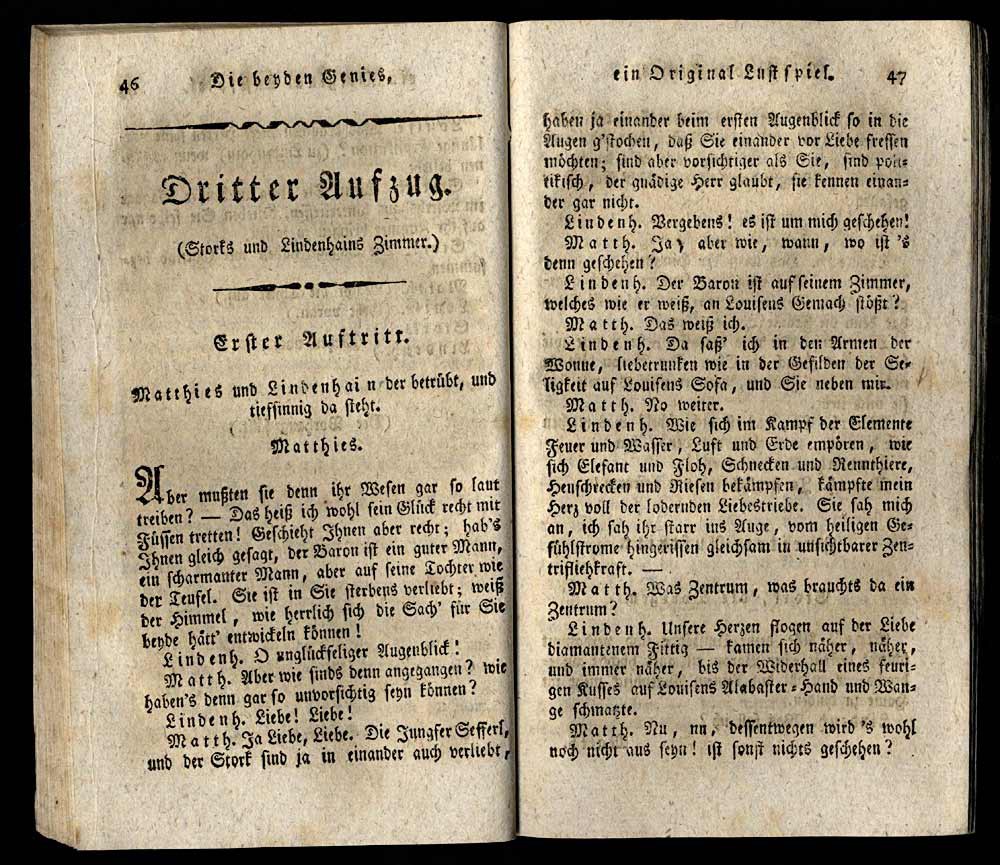 46 Die beyden Genies,
Dritter Aufzug.
(Storks und Lindenhains Zimmer.)
Erster Auftritt.
Matthies und Lindenhain der betrübt, und
tiefsinnig da steht.
Matthies.
Aber mußten sie denn ihr Wesen gar so laut
treiben? — Das heiß ich wohl sein Glück recht mit
Füssen tretten! Geschieht Ihnen aber recht; hab's
Ihnen gleich gesagt, der Baron ist ein guter Mann,
ein scharmanter Mann, aber auf seine Tochter wie
der Teufel. Sie ist in Sie sterbens verliebt; weiß
der Himmel, wie herrlich sich die Sach' für Sie
beyde hätt' entwickeln können!
Lindenh. O unglückseliger Augenblick!
Matth. Aber wie sinds denn angegangen? wie
haben's denn gar so unvorsichtig seyn können?
Lindenh. Liebe! Liebe!
Matth. Ja Liebe, Liebe. Die Jungfer Sefferl,
und der Stork sind ja in einander auch verliebt,
ein Original Lustspiel. 47
haben ja einander beim ersten Augenblick so in die
Augen g'stochen, daß Sie einander vor Liebe fressen
möchten; sind aber vorsichtiger als Sie, sind poli-
tikisch, der gnädige Herr glaubt, sie kennen einan-
der gar nicht.
Lindenh. Vergebens! es ist um mich geschehen!
Matth. Ja, aber wie, wann, wo ist 's
denn geschehen?
Lindenh. Der Baron ist auf seinem Zimmer,
welches wie er weiß, an Louisens Gemach stößt?
Matth. Das weiß ich.
Lindenh. Da saß' ich in den Armen der
Wonne, liebetrunken wie in der Gefilden der Se-
ligkeit auf Louisens Sofa, und Sie neben mir.
Matth. No weiter.
Lindenh. Wie sich im Kampf der Elemente
Feuer und Wasser, Luft und Erde empören, wie
sich Elefant und Floh, Schnecken und Rennthiere,
Heuschrecken und Riesen bekämpfen, kämpfte mein
Herz voll der lodernden Liebestriebe. Sie sah mich
an, ich sah ihr starr ins Auge, vom heiligen Ge-
fühlstrome hingerissen gleichsam in unsichtbarer Zen-
trifliehkraft. —
Matth. Was Zentrum, was brauchts da ein
Zentrum?
Lindenh. Unsere Herzen flogen auf der Liebe
diamantenem Fittig — kamen sich näher, näher,
und immer näher, bis der Widerhall eines feuri-
gen Kusses auf Louisens Alabaster-Hand und Wan-
ge schmatzte.
Matth. Nu, nu, dessentwegen wird 's wohl
noch nicht aus seyn! ist sonst nichts geschehen?